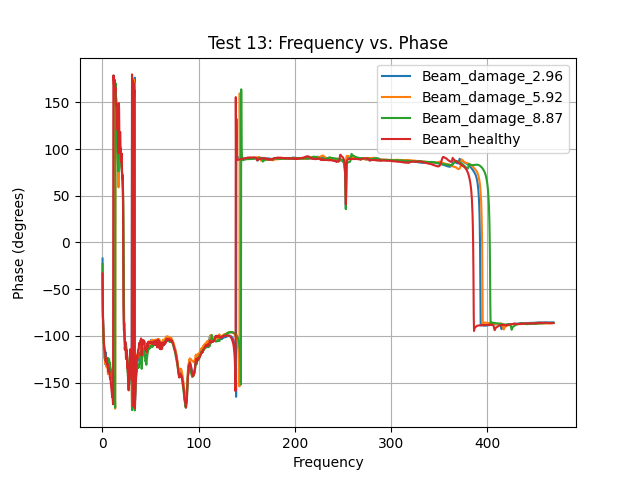 Test 13: Frequency vs. Phase
Beam_damage_2.96
Beam_damage_5.92
Beam_damage_8.87
Beam_healthy
150
100
50
0
−50
−100
−150
Phase (degrees)
0 100 200 300 400
Frequency